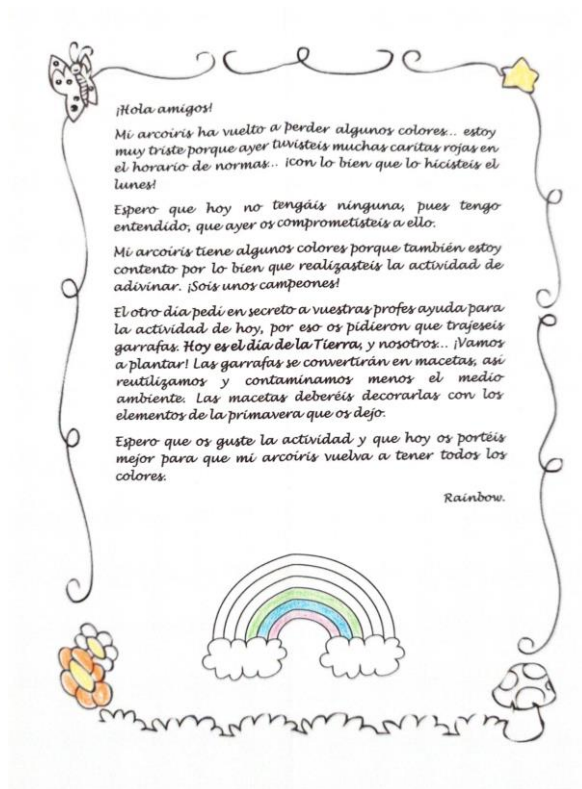 ¡Hola amigos!
Mi arcoíris ha vuelto a perder algunos colores... estoy
muy triste porque ayer tuvisteis muchas caritas rojas en
el horario de normas... ¡con lo bien que lo hicisteis el
lunes!
Espero que hoy no tengáis ninguna, pues tengo
entendido, que ayer os comprometisteis a ello.
Mi arcoíris tiene algunos colores porque también estoy
contento por lo bien que realizasteis la actividad de
adivinar. ¡Sois unos campeones!
El otro día pedí en secreto a vuestras profes ayuda para
la actividad de hoy, por eso os pidieron que trajeseis
garrafas. Hoy es el día de la Tierra, y nosotros... ¡Vamos
a plantar! Las garrafas se convertirán en macetas, así
reutilizamos y contaminamos menos el medio
ambiente. Las macetas deberéis decorarlas con los
elementos de la primavera que os dejo.
Espero que os guste la actividad y que hoy os portéis
mejor para que mi arcoíris vuelva a tener todos los
colores.
Rainbow.